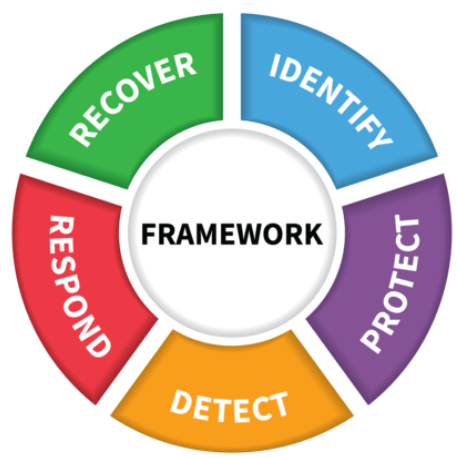 IDENTIFY
PROTECT
DETECT
RESPOND
RECOVER
FRAMEWORK